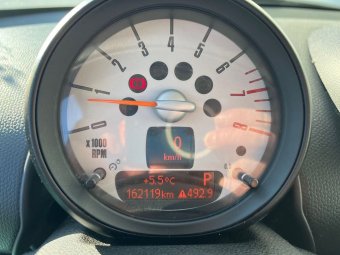 0 1 2 3 4 5 6 7 8
x1000
RPM
0
km/h
+5.5°C P
162119km ▲492.9